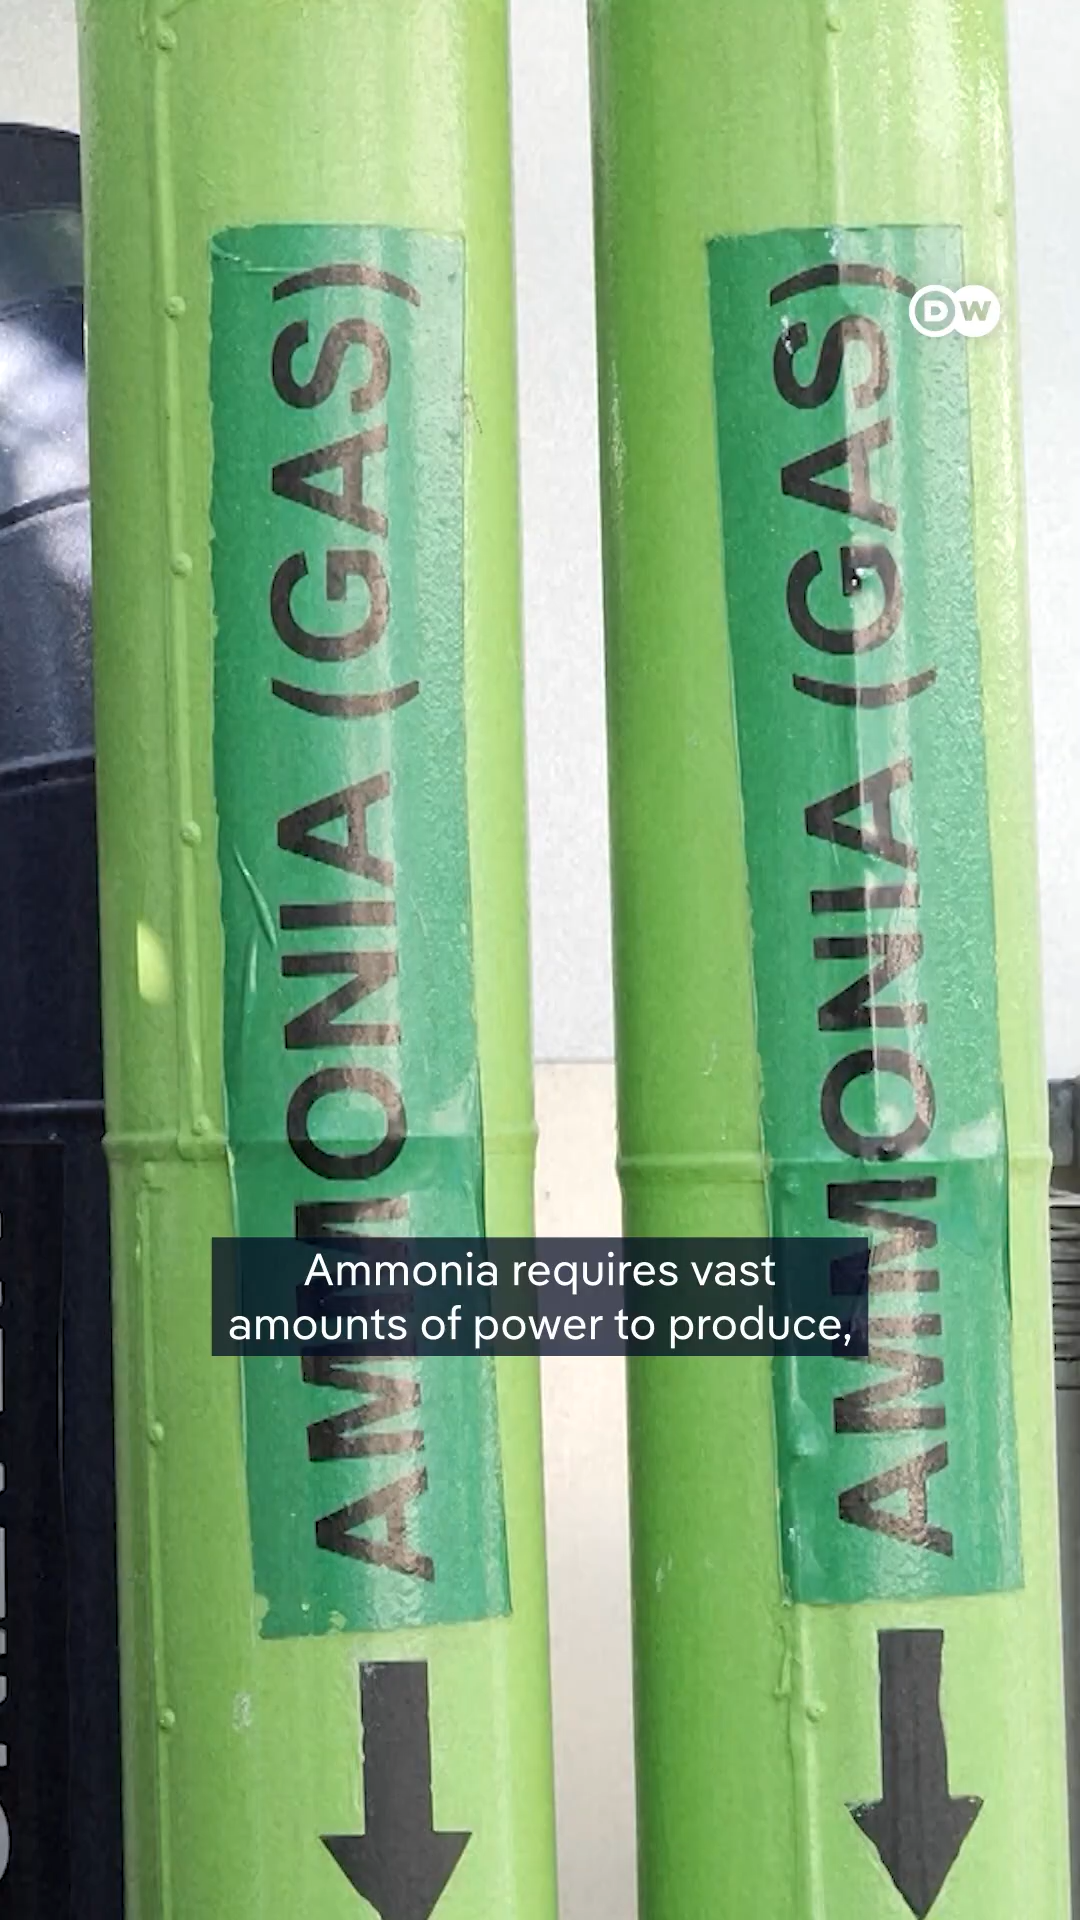 AMMONIA (GAS)
AMMONIA (GAS)
DW
Ammonia requires vast
amounts of power to produce,